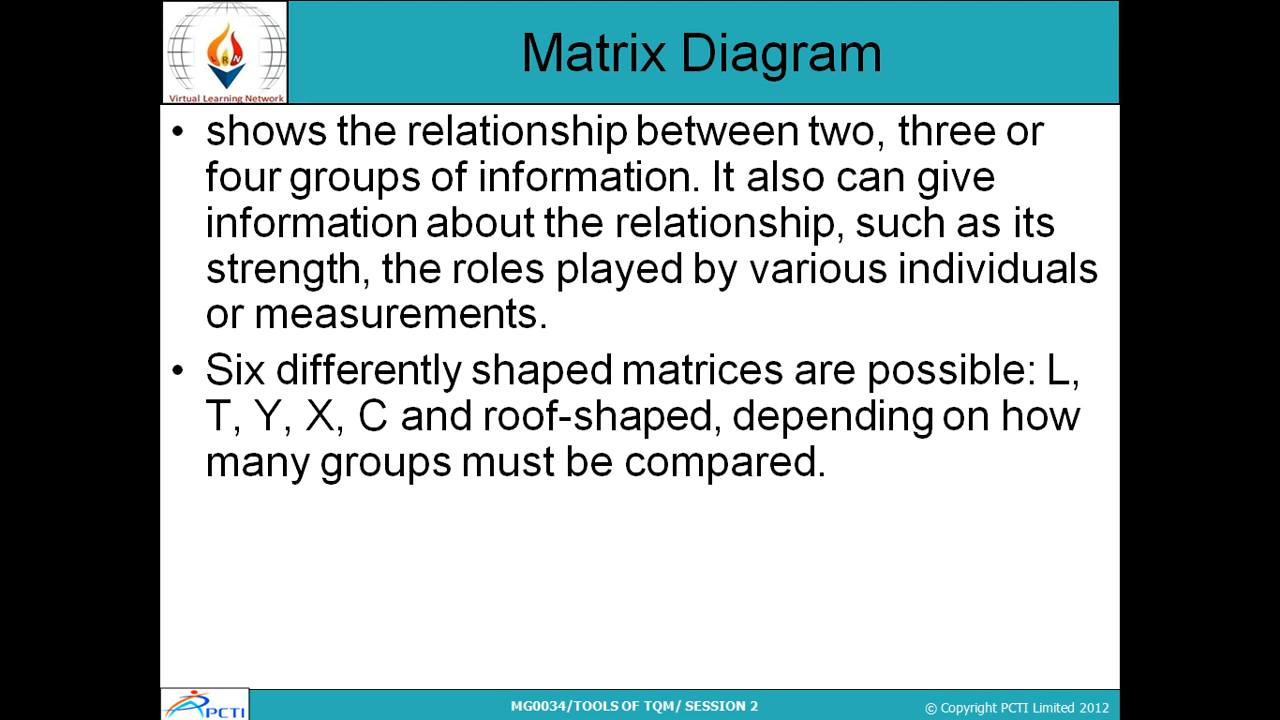 Matrix Diagram
Virtual Learning Network
• shows the relationship between two, three or
four groups of information. It also can give
information about the relationship, such as its
strength, the roles played by various individuals
or measurements.
• Six differently shaped matrices are possible: L,
T, Y, X, C and roof-shaped, depending on how
many groups must be compared.
PCTI
MG0034/TOOLS OF TQM/ SESSION 2
© Copyright PCTI Limited 2012